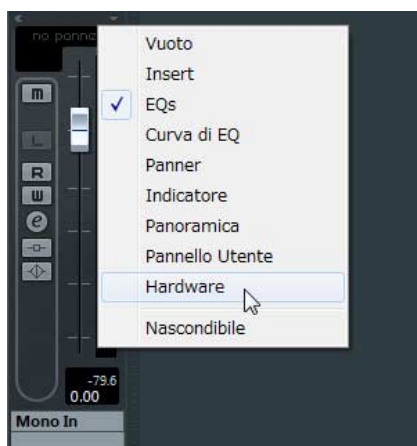 no panne
Vuoto
Insert
EQs
Curva di EQ
Panner
Indicatore
Panoramica
Pannello Utente
Hardware
Nascondibile
m
L
R
W
e
-79.6
0.00
Mono In